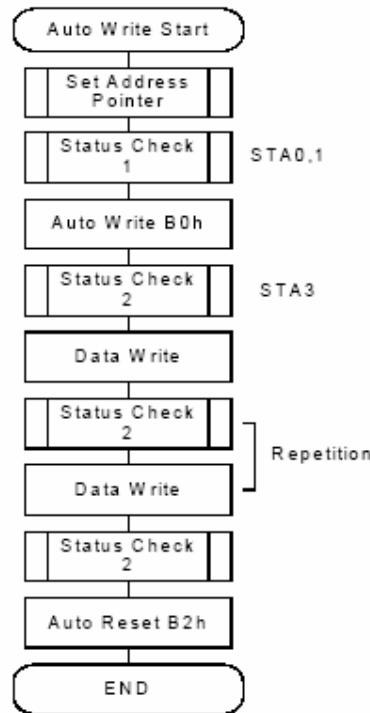 Auto Write Start
Set Address
Pointer
Status Check
1
STA0,1
Auto Write B0h
Status Check
2
STA3
Data Write
Status Check
2
Repetition
Data Write
Status Check
2
Auto Reset B2h
END